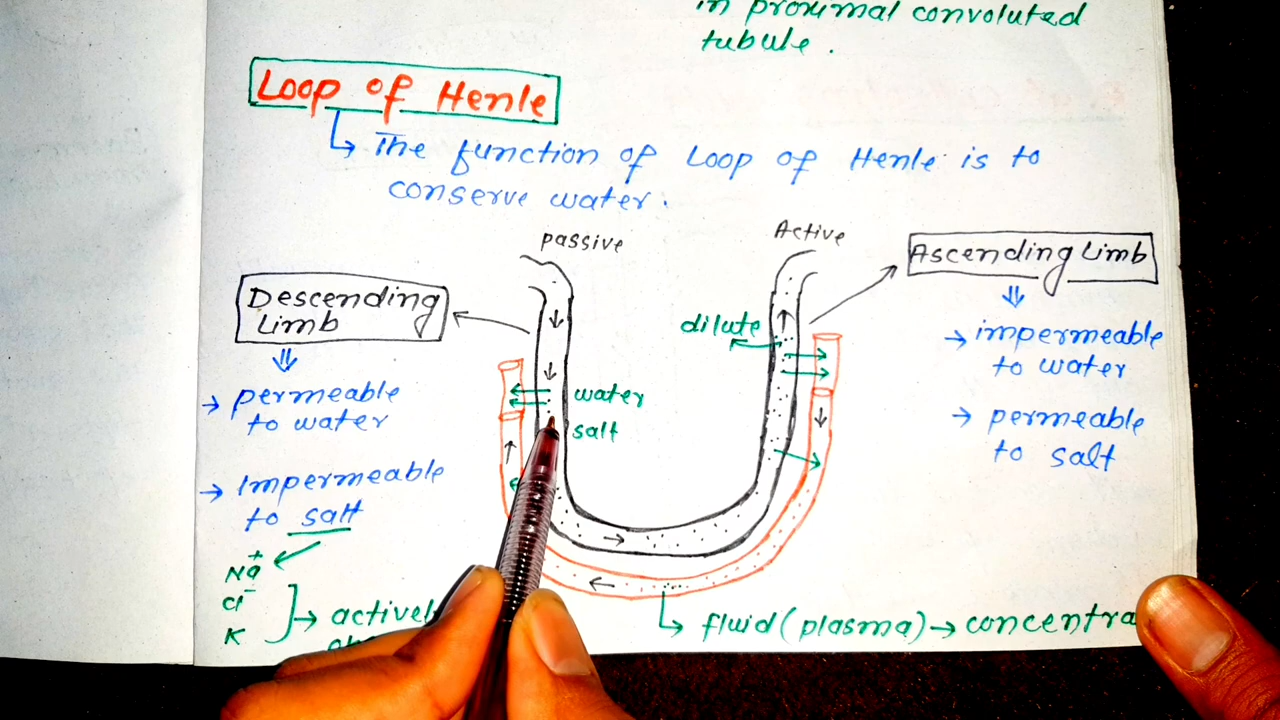 in proximal convoluted
tubule.
Loop of Henle
The function of Loop of Henle is to
conserve water.
passive
Active
Descending
Limb
permeable
to water
Impermeable
to salt
Na+
Cl-
K
actively
water
salt
dilute
Ascending Limb
impermeable
to water
permeable
to salt
fluid (plasma) → concentra